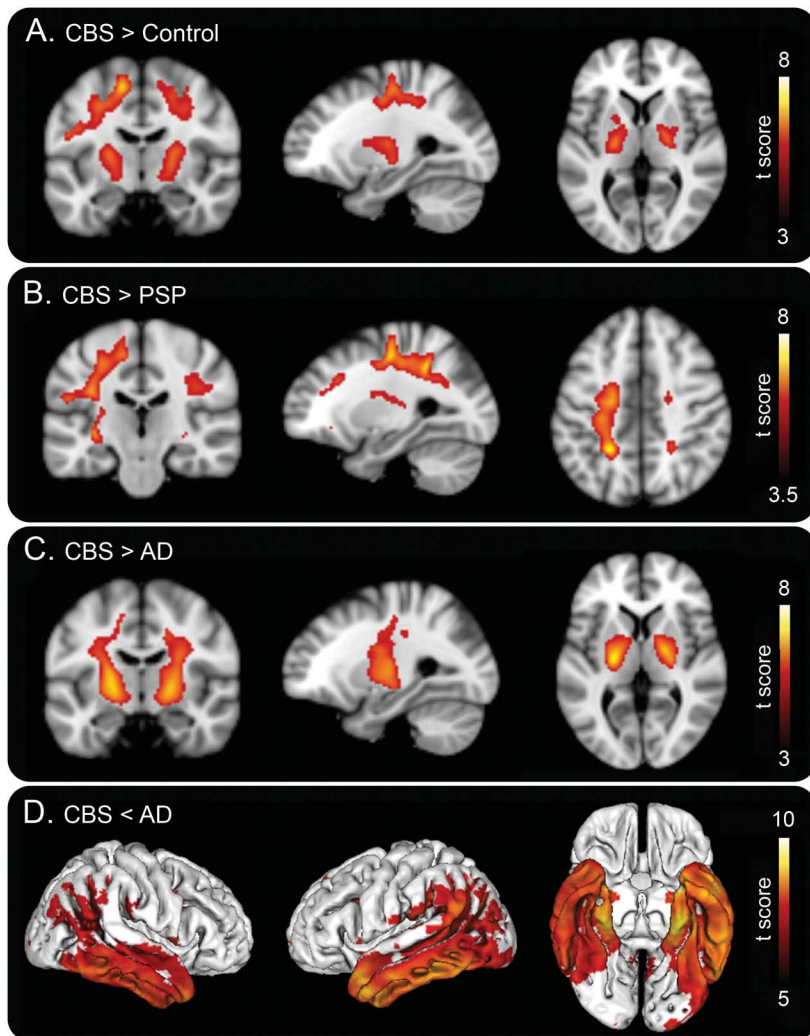 A. CBS > Control
8
t score
3
B. CBS > PSP
8
t score
3.5
C. CBS > AD
8
t score
3
D. CBS < AD
10
t score
5